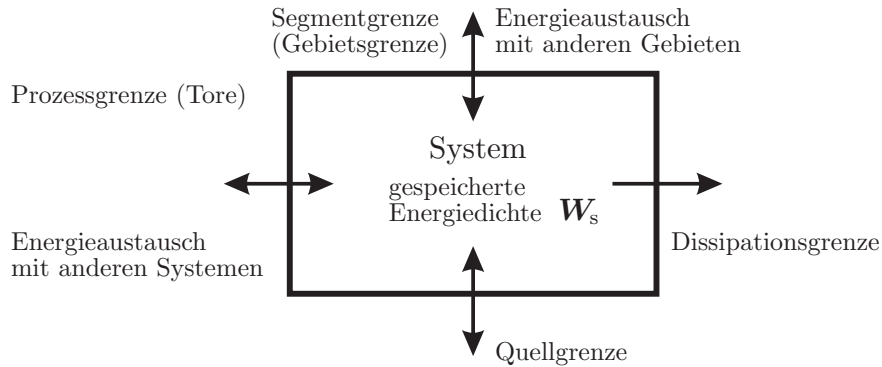 Segmentgrenze
(Gebietsgrenze)
Energieaustausch
mit anderen Gebieten
Prozessgrenze (Tore)
System
gespeicherte
Energiedichte W_s
Energieaustausch
mit anderen Systemen
Dissipationsgrenze
Quellgrenze